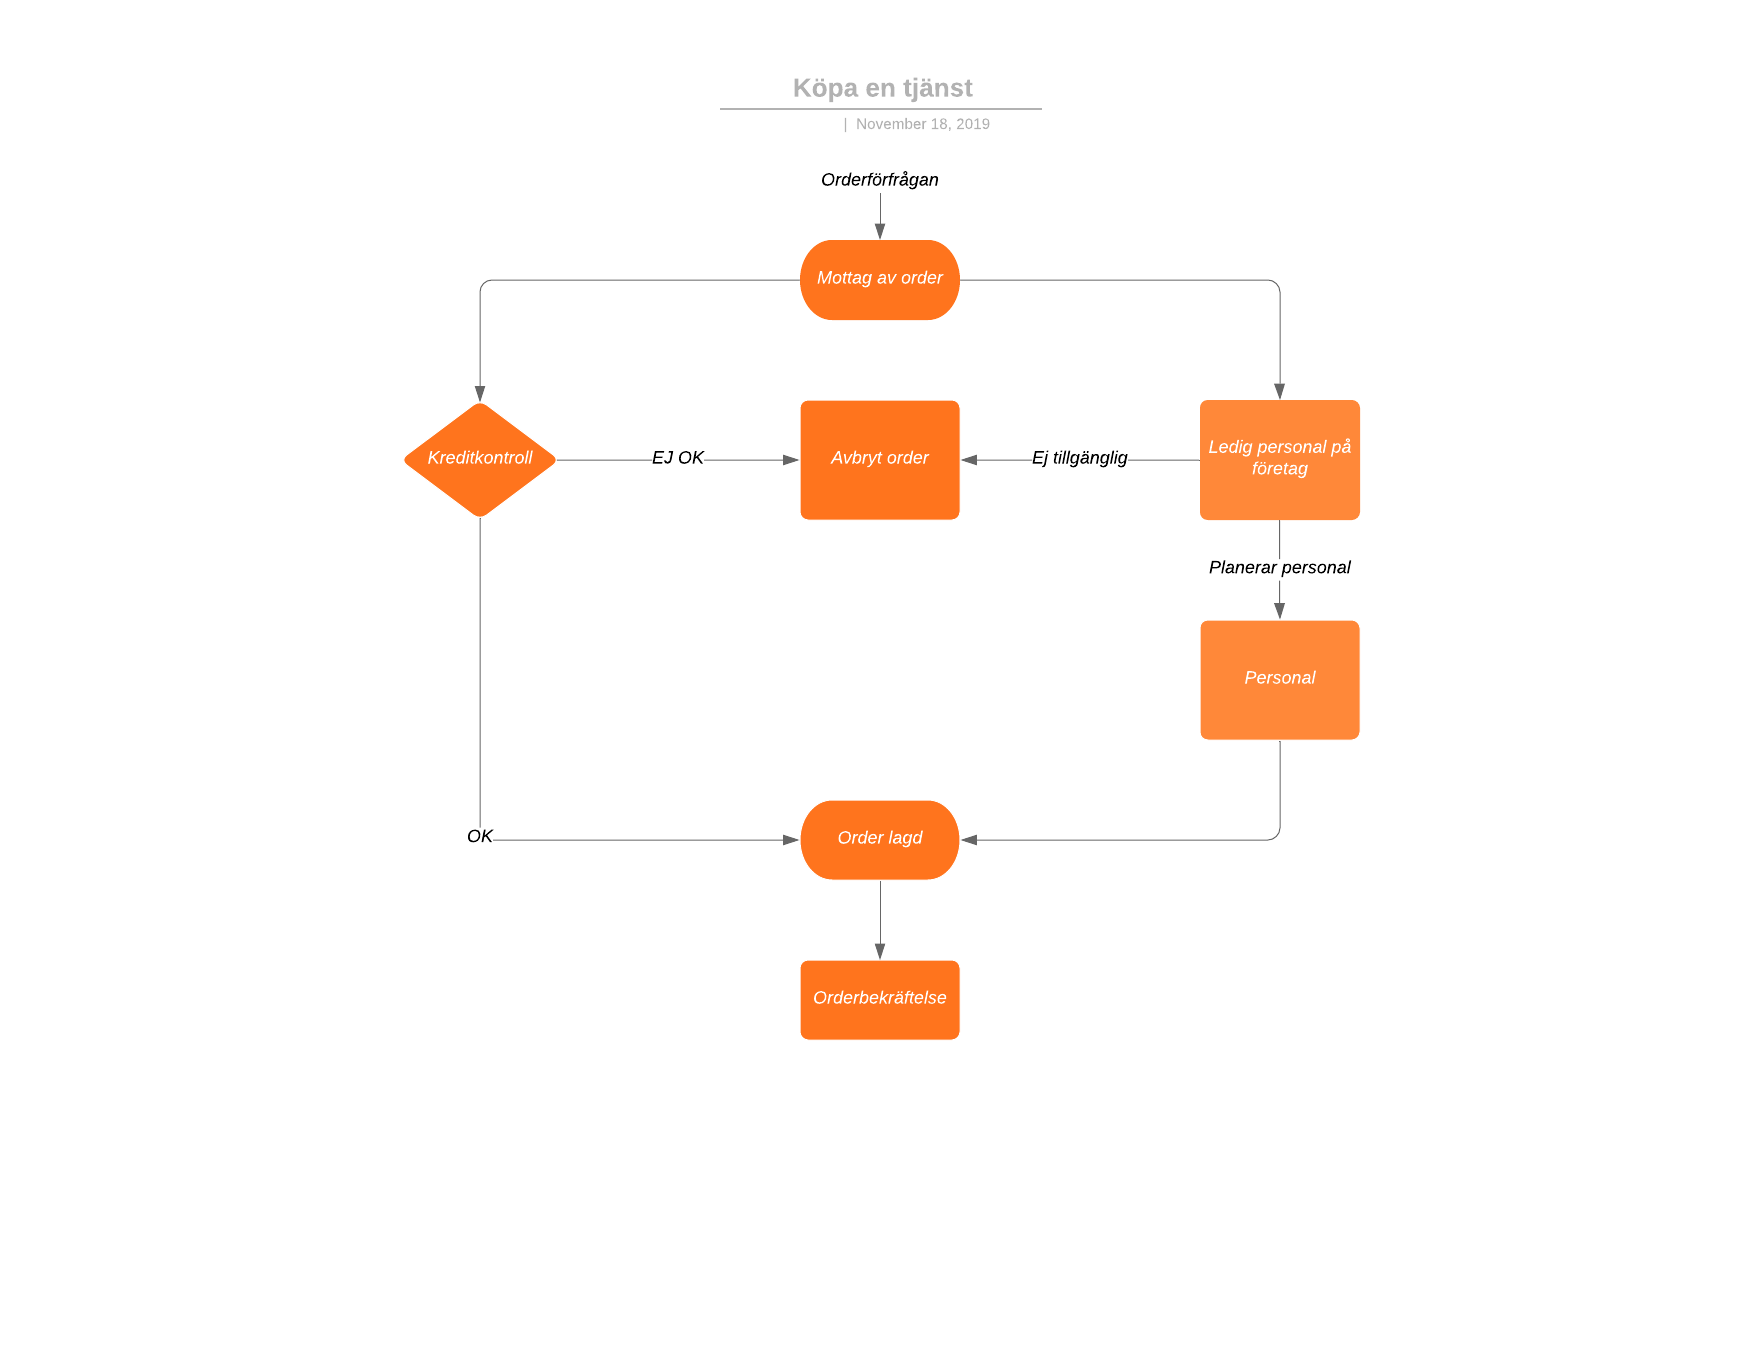 Köpa en tjänst
| November 18, 2019
Orderförfrågan
Mottag av order
Kreditkontroll
EJ OK
Avbryt order
Ej tillgänglig
Ledig personal på
företag
Planerar personal
Personal
OK
Order lagd
Orderbekräftelse